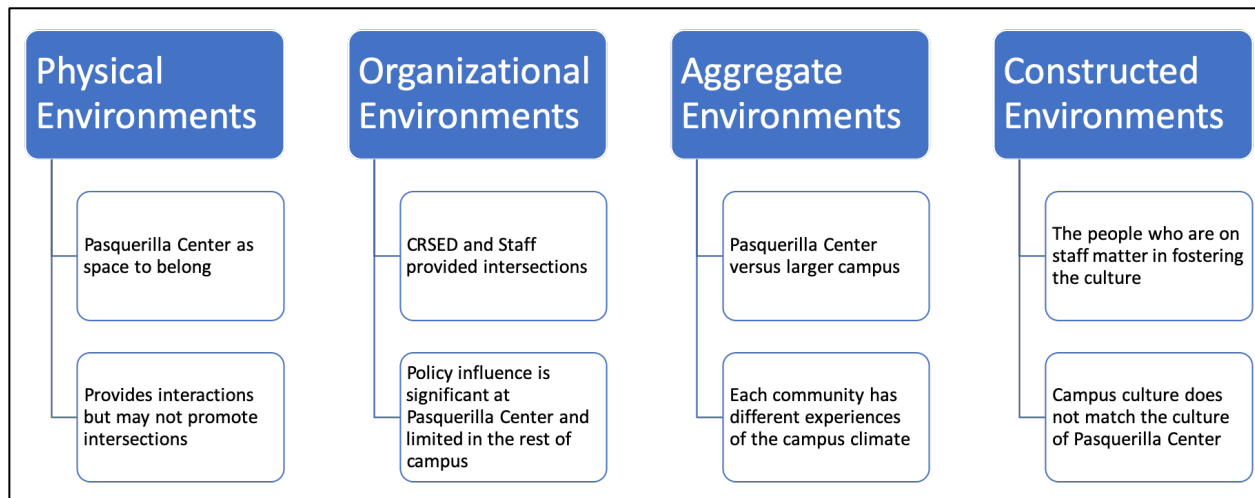 Physical
Environments
Pasquerilla Center as
space to belong
Provides interactions
but may not promote
intersections
Organizational
Environments
CRSED and Staff
provided intersections
Policy influence is
significant at
Pasquerilla Center and
limited in the rest of
campus
Aggregate
Environments
Pasquerilla Center
versus larger campus
Each community has
different experiences
of the campus climate
Constructed
Environments
The people who are on
staff matter in fostering
the culture
Campus culture does
not match the culture
of Pasquerilla Center